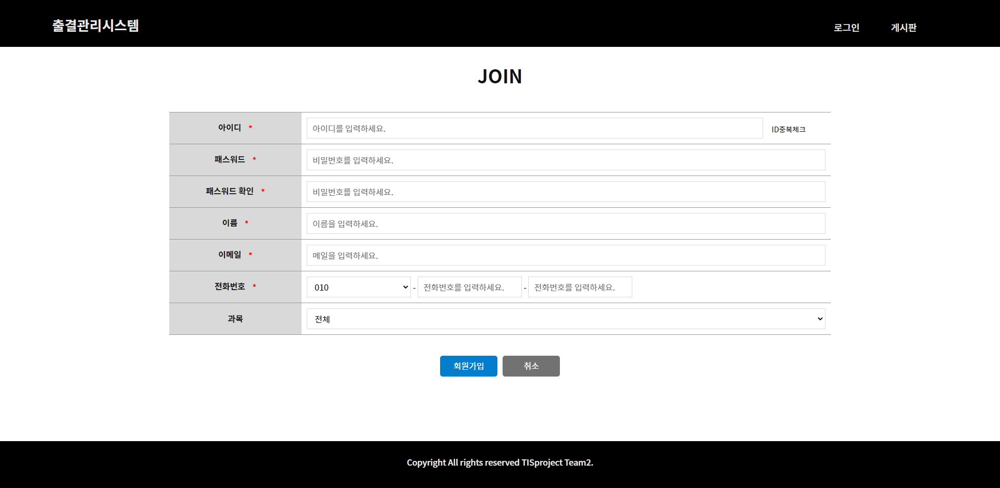 출결관리시스템
로그인 게시판
JOIN
아이디 * 아이디를 입력하세요. ID중복체크
패스워드 * 비밀번호를 입력하세요.
패스워드 확인 * 비밀번호를 입력하세요.
이름 * 이름을 입력하세요.
이메일 * 메일을 입력하세요.
전화번호 * 010 - 전화번호를 입력하세요. - 전화번호를 입력하세요.
과목 전체
회원가입 취소
Copyright All rights reserved TISproject Team2.